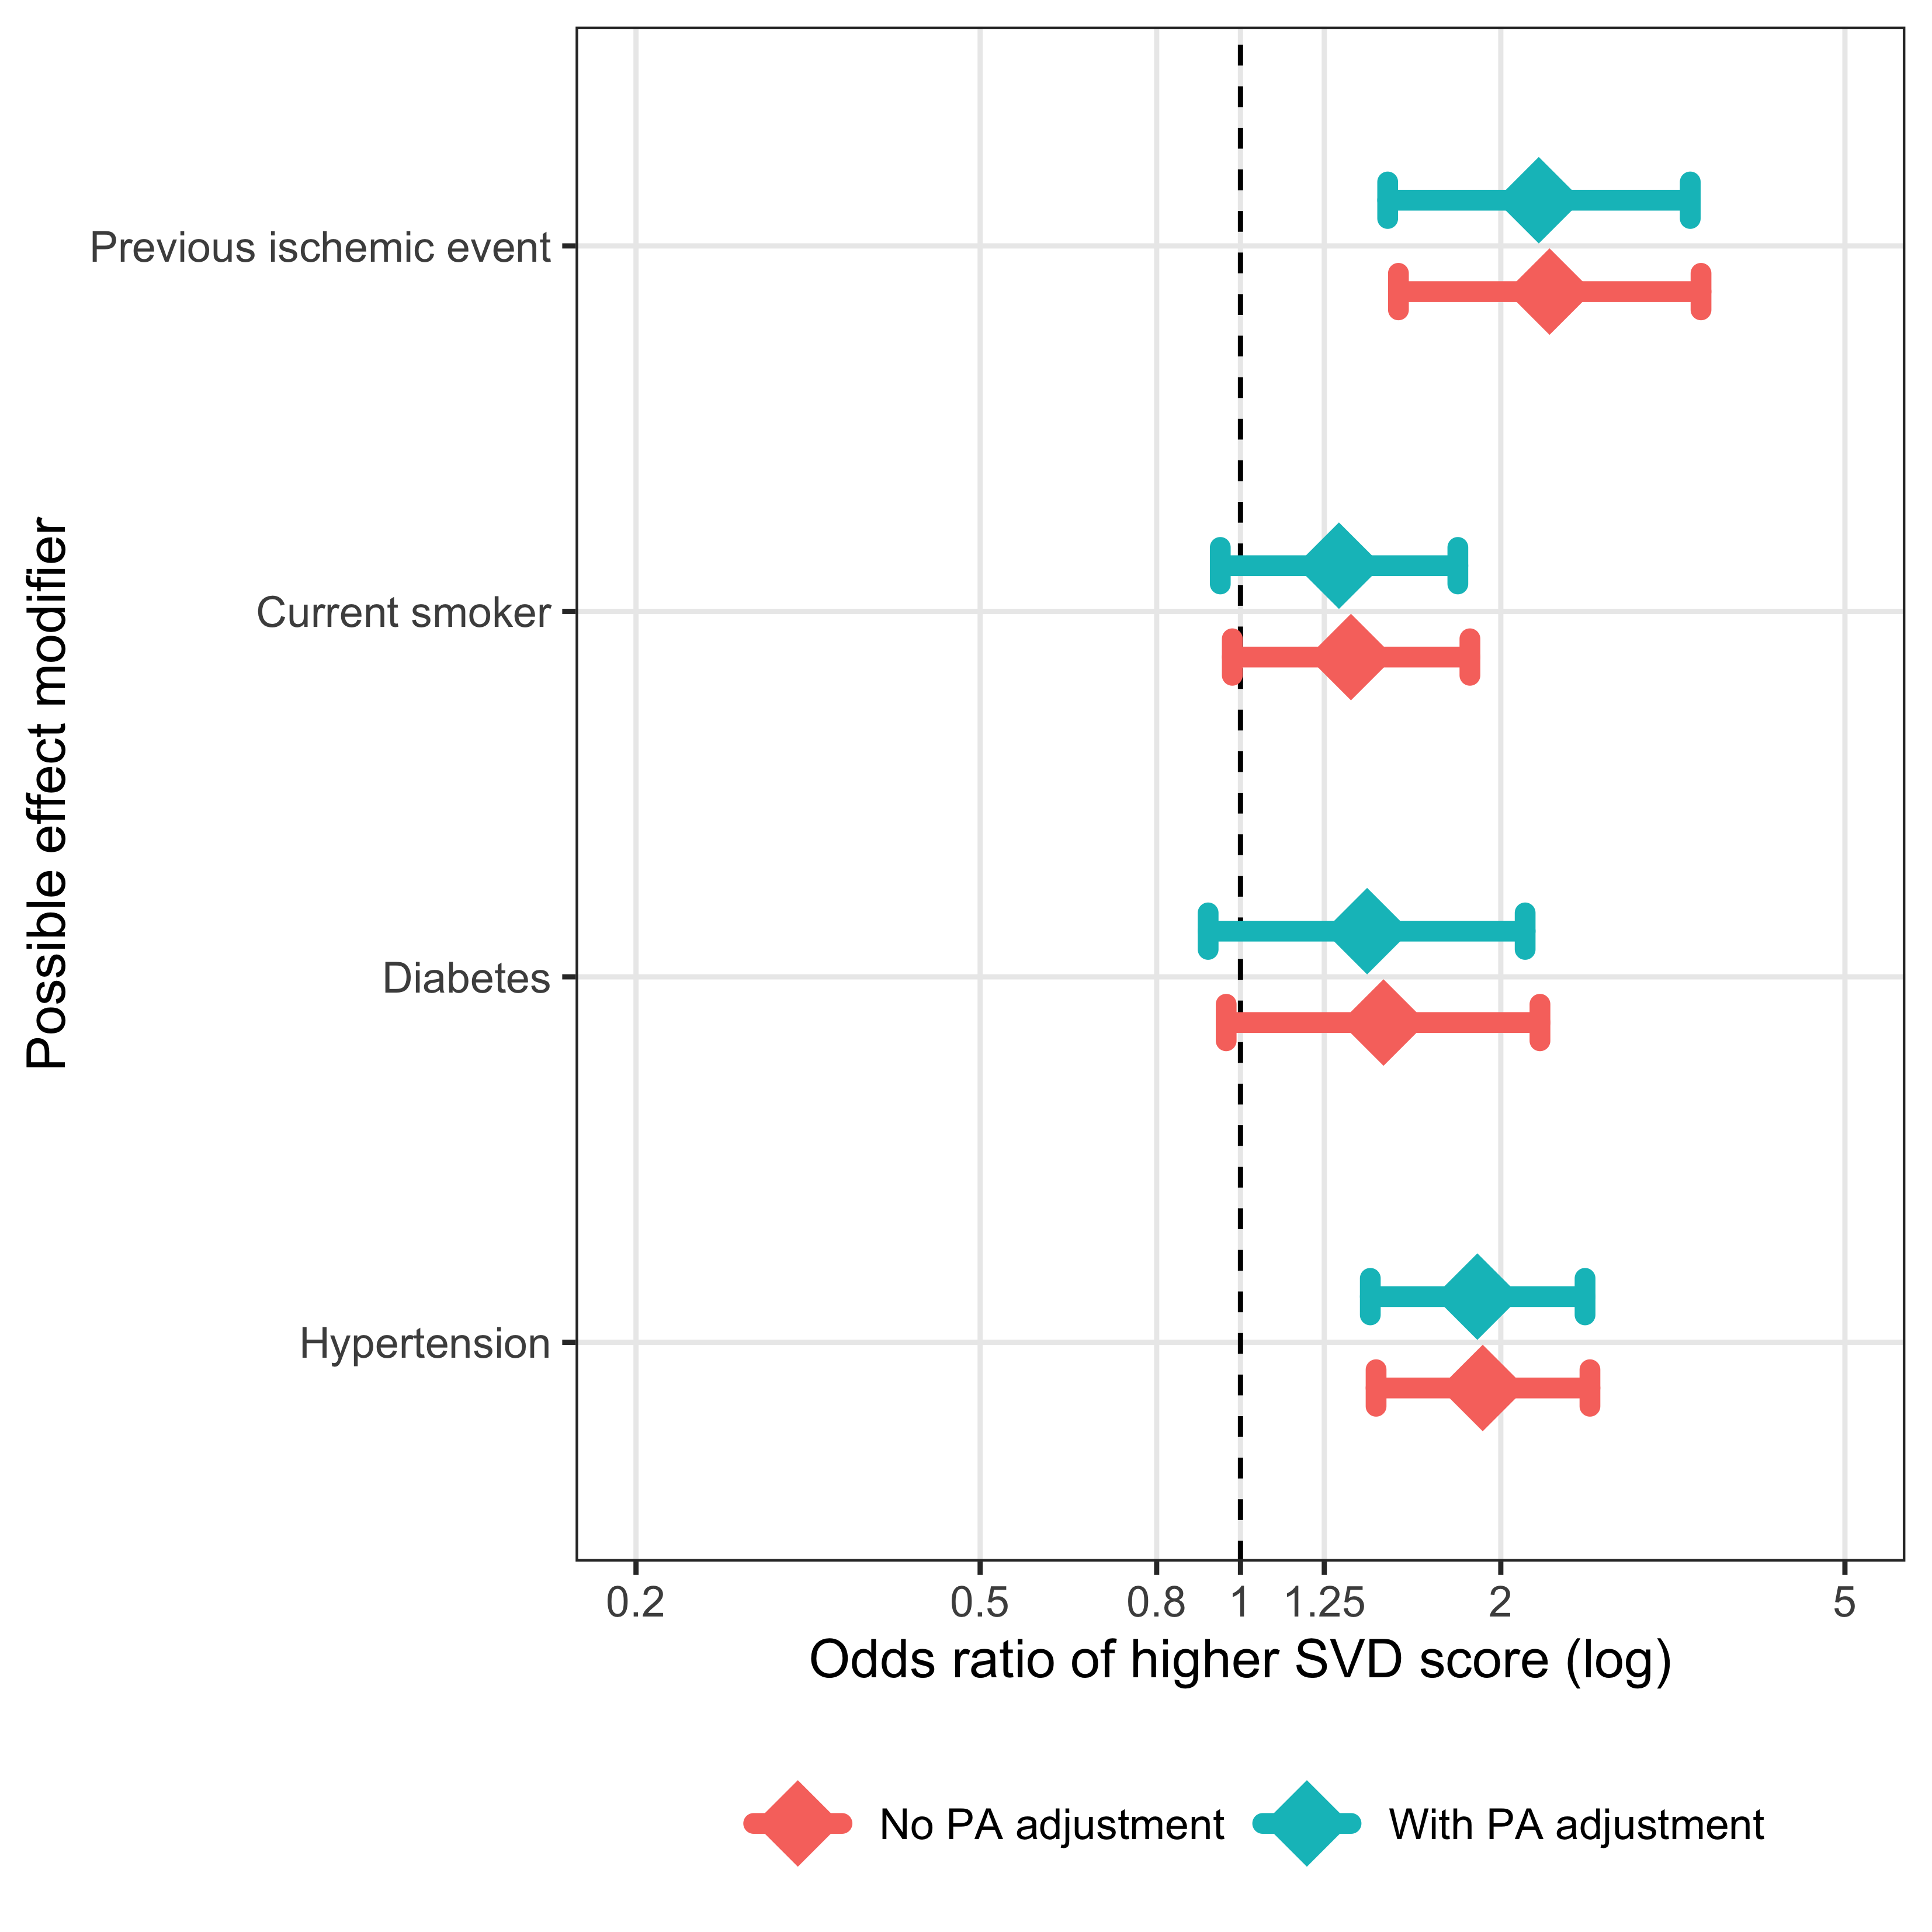 Possible effect modifier
Previous ischemic event
Current smoker
Diabetes
Hypertension
0.2 0.5 0.8 1 1.25 2 5
Odds ratio of higher SVD score (log)
No PA adjustment With PA adjustment